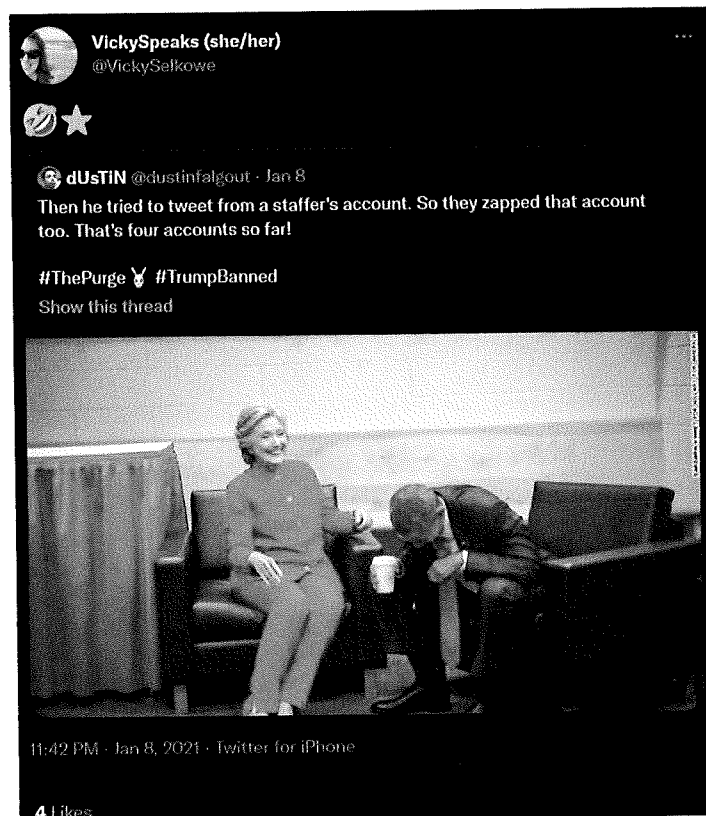 VickySpeaks (she/her)
@VickySelkowe
🤣⭐
dUsTiN @dustinfalgout · Jan 8
Then he tried to tweet from a staffer's account. So they zapped that account
too. That's four accounts so far!
#ThePurge #TrumpBanned
Show this thread
11:42 PM · Jan 8, 2021 · Twitter for iPhone
4 Likes